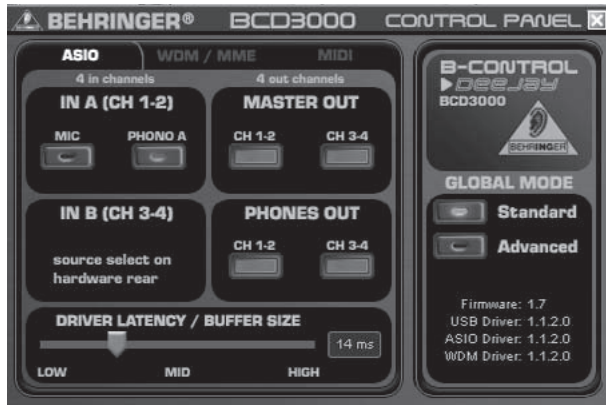 BEHRINGER® BCD3000 CONTROL PANEL
ASIO WDM / MME MIDI
4 in channels
4 out channels
IN A (CH 1-2)
MIC PHONO A
MASTER OUT
CH 1-2 CH 3-4
IN B (CH 3-4)
source select on
hardware rear
PHONES OUT
CH 1-2 CH 3-4
DRIVER LATENCY / BUFFER SIZE
14 ms
LOW MID HIGH
B-CONTROL
DEEJAY
BCD3000
BEHRINGER
GLOBAL MODE
Standard
Advanced
Firmware: 1.7
USB Driver: 1.1.2.0
ASIO Driver: 1.1.2.0
WDM Driver: 1.1.2.0